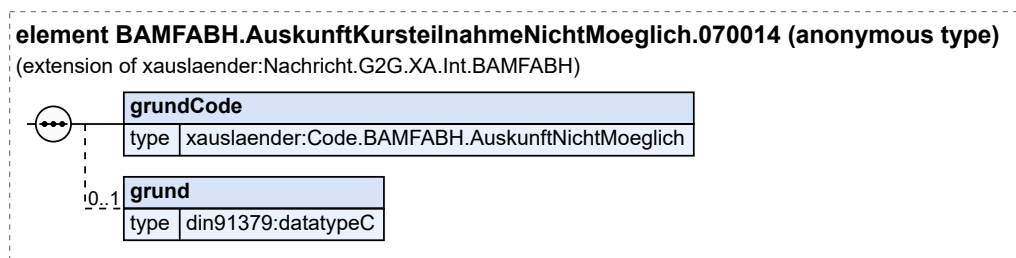 element BAMFABH.AuskunftKursteilnahmeNichtMoeglich.070014 (anonymous type)
(extension of xauslaender:Nachricht.G2G.XA.Int.BAMFABH)
grundCode
type xauslaender:Code.BAMFABH.AuskunftNichtMoeglich
0..1 grund
type din91379:datatypeC